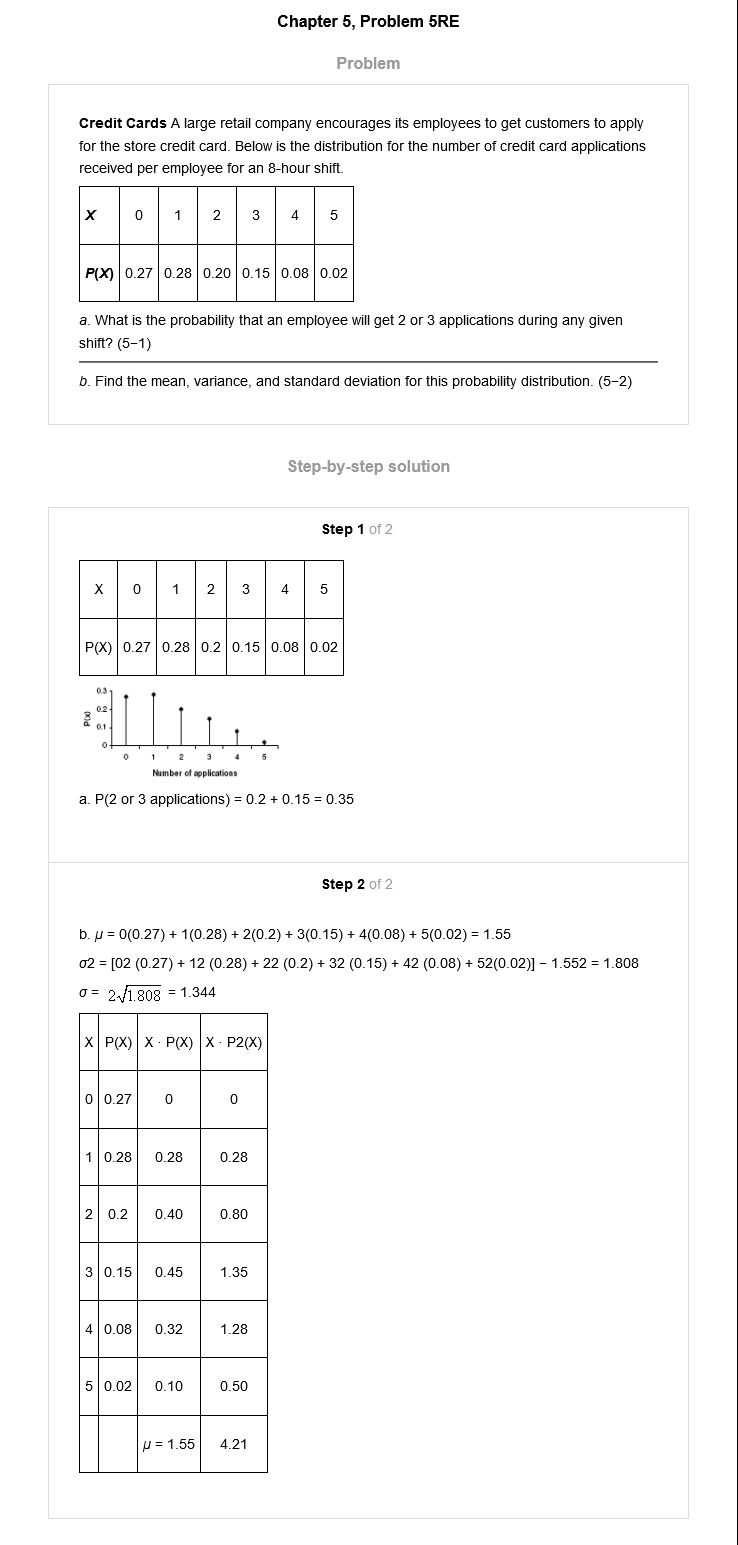 Chapter 5, Problem 5RE
Problem
Credit Cards A large retail company encourages its employees to get customers to apply
for the store credit card. Below is the distribution for the number of credit card applications
received per employee for an 8-hour shift.
X 0 1 2 3 4 5
P(X) 0.27 0.28 0.20 0.15 0.08 0.02
a. What is the probability that an employee will get 2 or 3 applications during any given
shift? (5–1)
b. Find the mean, variance, and standard deviation for this probability distribution. (5–2)
Step-by-step solution
Step 1 of 2
X 0 1 2 3 4 5
P(X) 0.27 0.28 0.2 0.15 0.08 0.02
0.3
0.2
0.1
0
P(x)
0 1 2 3 4 5
Number of applications
a. P(2 or 3 applications) = 0.2 + 0.15 = 0.35
Step 2 of 2
b. μ = 0(0.27) + 1(0.28) + 2(0.2) + 3(0.15) + 4(0.08) + 5(0.02) = 1.55
σ2 = [02 (0.27) + 12 (0.28) + 22 (0.2) + 32 (0.15) + 42 (0.08) + 52(0.02)] − 1.552 = 1.808
σ = 2√1.808 = 1.344
X P(X) X · P(X) X · P2(X)
0 0.27 0 0
1 0.28 0.28 0.28
2 0.2 0.40 0.80
3 0.15 0.45 1.35
4 0.08 0.32 1.28
5 0.02 0.10 0.50
μ = 1.55 4.21